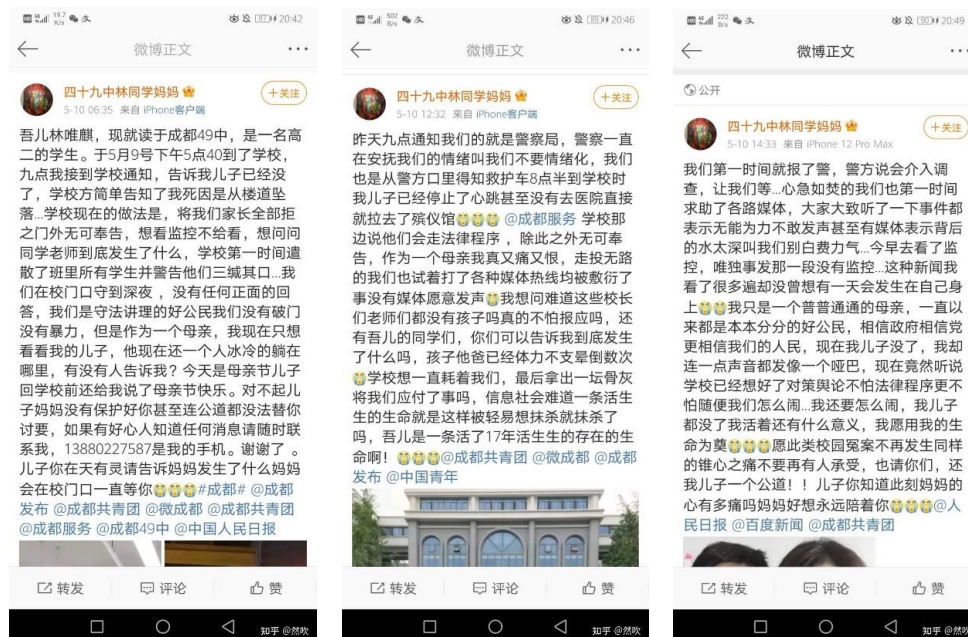 19.7 K/s
87
20:42
微博正文
四十九中林同学妈妈
+关注
5-10 06:35 来自 iPhone客户端
吾儿林唯麒，现就读于成都49中，是一名高
二的学生。于5月9号下午5点40到了学校，
九点我接到学校通知，告诉我儿子已经没
了，学校方简单告知了我死因是从楼道坠
落...学校现在的做法是，将我们家长全部拒
之门外无可奉告，想看监控不给看，想问问
同学老师到底发生了什么，学校第一时间遣
散了班里所有学生并警告他们三缄其口...我
们在校门口守到深夜 ，没有任何正面的回
答，我们是守法讲理的好公民我们没有破门
没有暴力，但是作为一个母亲，我现在只想
看看我的儿子，他现在还一个人冰冷的躺在
哪里，有没有人告诉我？今天是母亲节儿子
回学校前还给我说了母亲节快乐。对不起儿
子妈妈没有保护好你甚至连公道都没法替你
讨要，如果有好心人知道任何消息请随时联
系我，13880227587是我的手机。谢谢了 。
儿子你在天有灵请告诉妈妈发生了什么妈妈
会在校门口一直等你😭😭😭#成都# @成都
发布 @成都共青团 @微成都 @成都共青团
@成都服务 @成都49中 @中国人民日报
转发 评论 赞
知乎 @然吹
502 B/s
80
20:46
微博正文
四十九中林同学妈妈
+关注
5-10 12:32 来自 iPhone客户端
昨天九点通知我们的就是警察局，警察一直
在安抚我们的情绪叫我们不要情绪化，我们
也是从警方口里得知救护车8点半到学校时
我儿子已经停止了心跳甚至没有去医院直接
就拉去了殡仪馆😭😭😭 @成都服务 学校那
边说他们会走法律程序 ，除此之外无可奉
告，作为一个母亲我真又痛又恨，走投无路
的我们也试着打了各种媒体热线均被敷衍了
事没有媒体愿意发声😭我想问难道这些校长
们老师们都没有孩子吗真的不怕报应吗，还
有吾儿的同学们，你们可以告诉我到底发生
了什么吗，孩子他爸已经体力不支晕倒数次
😭学校想一直耗着我们，最后拿出一坛骨灰
将我们应付了事吗，信息社会难道一条活生
生的生命就是这样被轻易想抹杀就抹杀了
吗，吾儿是一条活了17年活生生的存在的生
命啊！😭😭😭@成都共青团 @微成都 @成都
发布 @中国青年
转发 评论 赞
知乎 @然吹
222 B/s
90
20:49
微博正文
公开
四十九中林同学妈妈
+关注
5-10 14:33 来自 iPhone 12 Pro Max
我们第一时间就报了警，警方说会介入调
查，让我们等...心急如焚的我们也第一时间
求助了各路媒体，大家大致听了一下事件都
表示无能为力不敢发声甚至有媒体表示背后
的水太深叫我们别白费力气...今早去看了监
控，唯独事发那一段没有监控...这种新闻我
看了很多遍却没曾想有一天会发生在自己身
上😭😭我只是一个普普通通的母亲，一直以
来都是本本分分的好公民，相信政府相信党
更相信我们的人民，现在我儿子没了，我却
连一点声音都发像一个哑巴，现在竟然听说
学校已经想好了对策舆论不怕法律程序更不
怕随便我们怎么闹...我还要怎么闹，我儿子
都没了我活着还有什么意义，我愿用我的生
命为奠😭😭😭愿此类校园冤案不再发生同样
的锥心之痛不要再有人承受，也请你们，还
我儿子一个公道！！儿子你知道此刻妈妈的
心有多痛吗妈妈好想永远陪着你😭😭😭@人
民日报 @百度新闻 @成都共青团
转发 评论 赞
知乎 @然吹